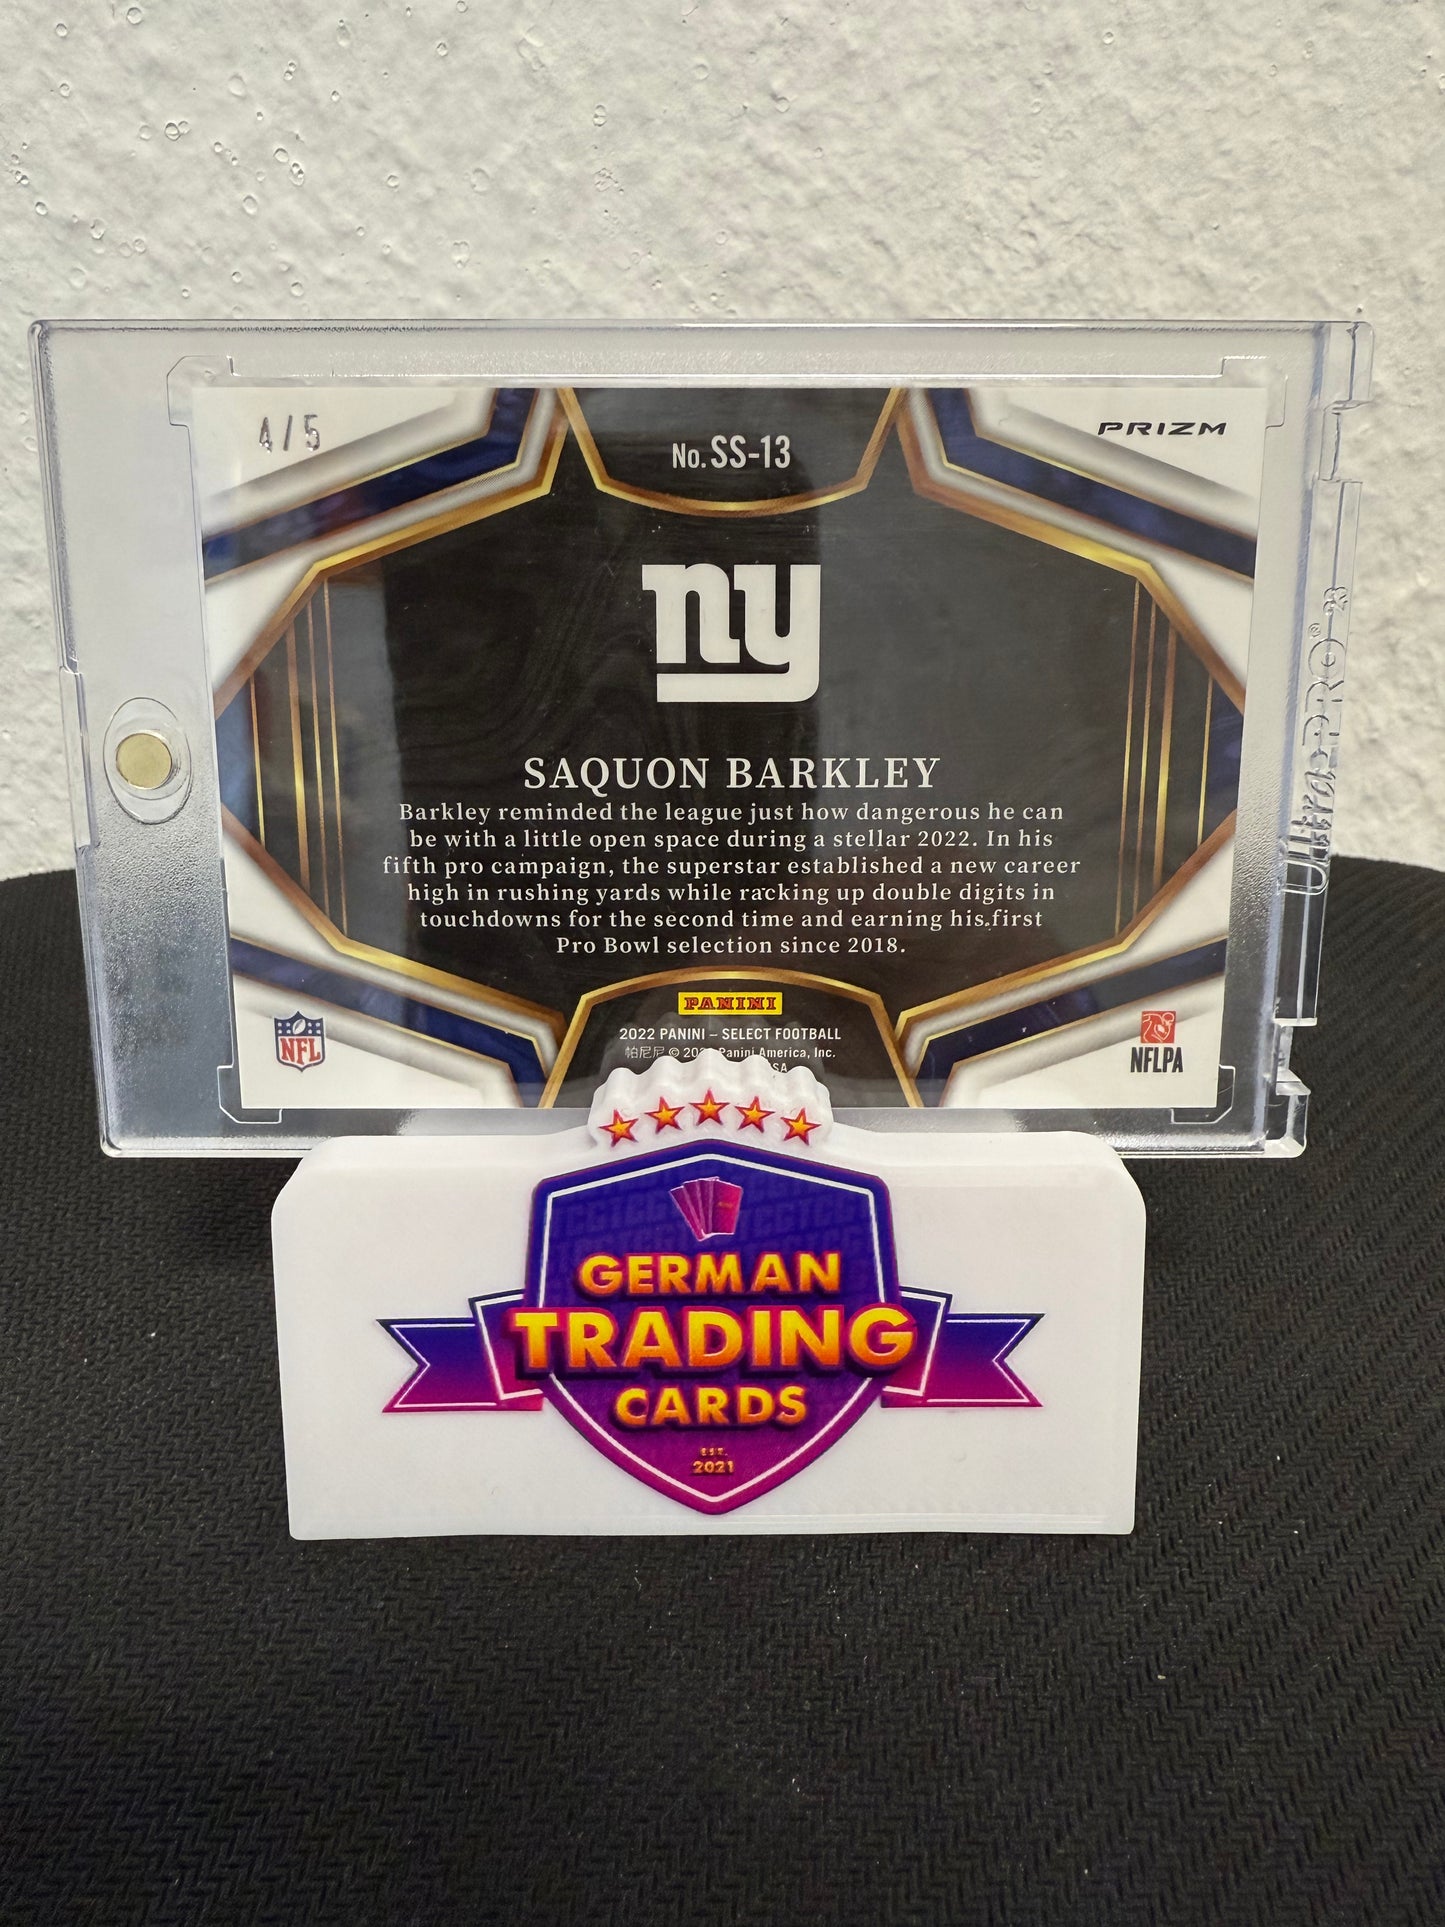 4/5
No. SS-13
PRIZM
ny
SAQUON BARKLEY
Barkley reminded the league just how dangerous he can
be with a little open space during a stellar 2022. In his
fifth pro campaign, the superstar established a new career
high in rushing yards while racking up double digits in
touchdowns for the second time and earning his first
Pro Bowl selection since 2018.
PANINI
2022 PANINI – SELECT FOOTBALL
帕尼尼 © Panini America, Inc.
NFL
NFLPA
Ultra PRO® 23
GERMAN
TRADING
CARDS
EST.
2021